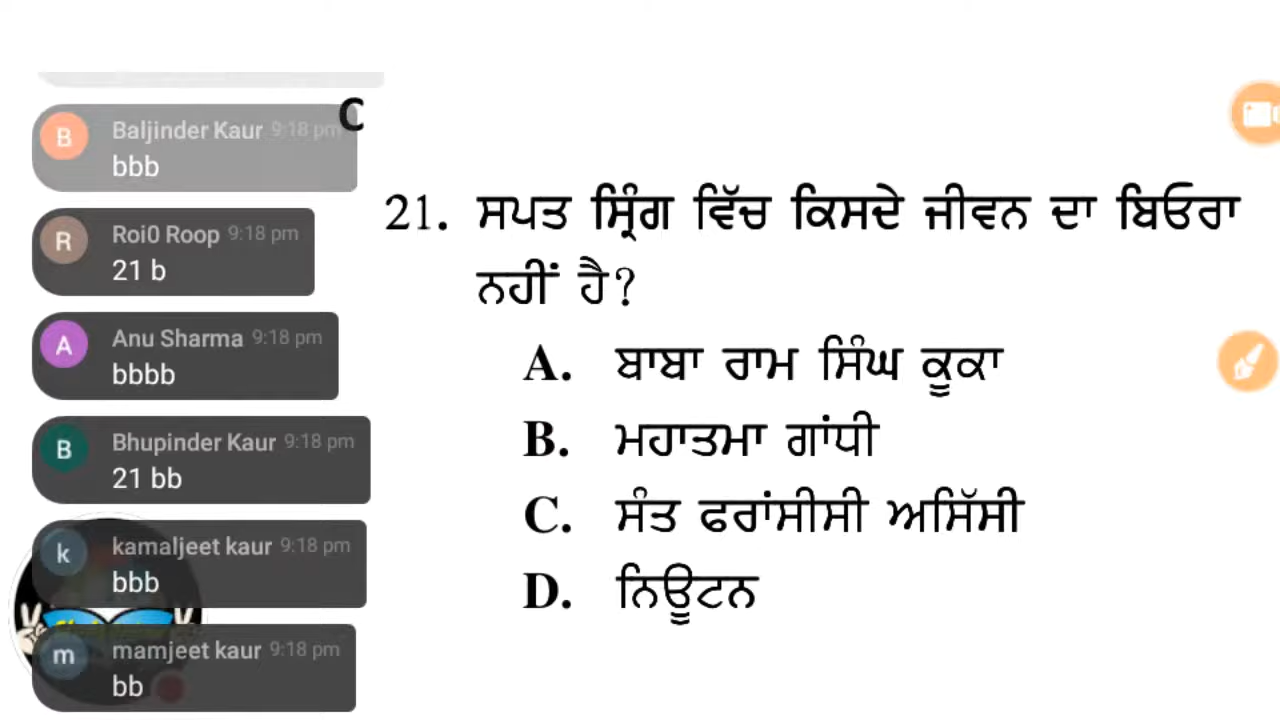 C
B Baljinder Kaur 9:18 pm
bbb
R Roi0 Roop 9:18 pm
21 b
A Anu Sharma 9:18 pm
bbbb
B Bhupinder Kaur 9:18 pm
21 bb
k kamaljeet kaur 9:18 pm
bbb
m mamjeet kaur 9:18 pm
bb
21. ਸਪਤ ਸ੍ਰਿੰਗ ਵਿੱਚ ਕਿਸਦੇ ਜੀਵਨ ਦਾ ਬਿਓਰਾ
ਨਹੀਂ ਹੈ?
A. ਬਾਬਾ ਰਾਮ ਸਿੰਘ ਕੂਕਾ
B. ਮਹਾਤਮਾ ਗਾਂਧੀ
C. ਸੰਤ ਫਰਾਂਸੀਸੀ ਅਸਿੱਸੀ
D. ਨਿਊਟਨ